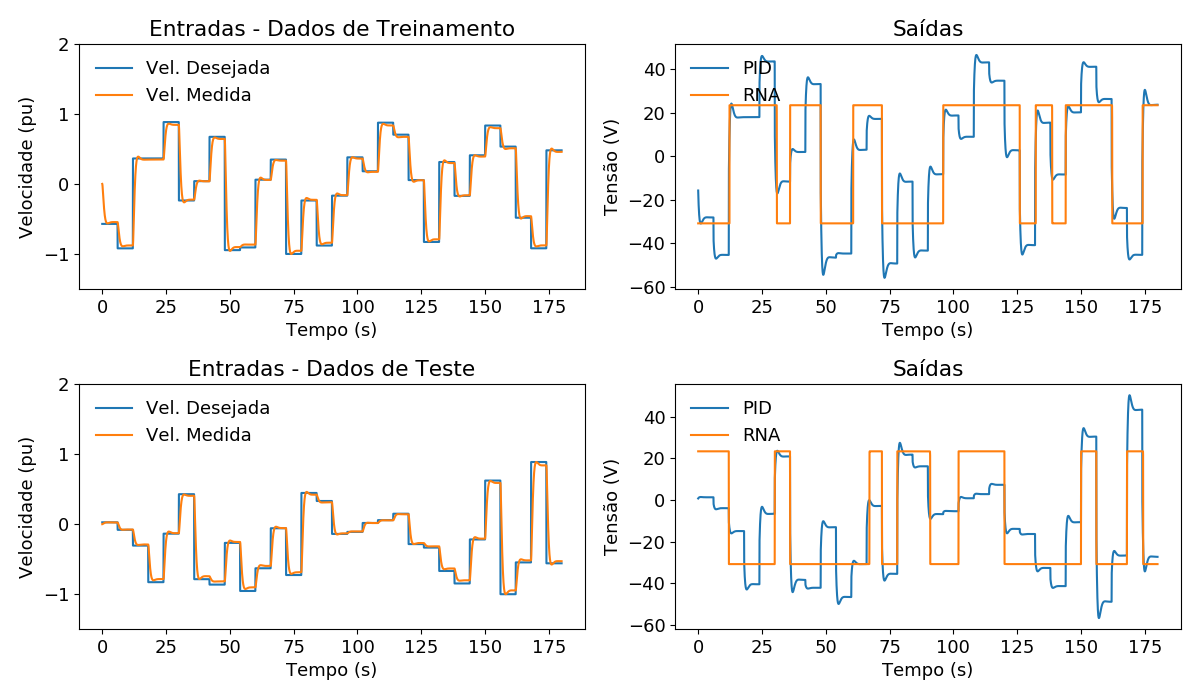 Entradas - Dados de Treinamento
2
1
0
−1
Velocidade (pu)
Vel. Desejada
Vel. Medida
0 25 50 75 100 125 150 175
Tempo (s)
Saídas
40
20
0
−20
−40
−60
Tensão (V)
PID
RNA
0 25 50 75 100 125 150 175
Tempo (s)
Entradas - Dados de Teste
2
1
0
−1
Velocidade (pu)
Vel. Desejada
Vel. Medida
0 25 50 75 100 125 150 175
Tempo (s)
Saídas
40
20
0
−20
−40
−60
Tensão (V)
PID
RNA
0 25 50 75 100 125 150 175
Tempo (s)